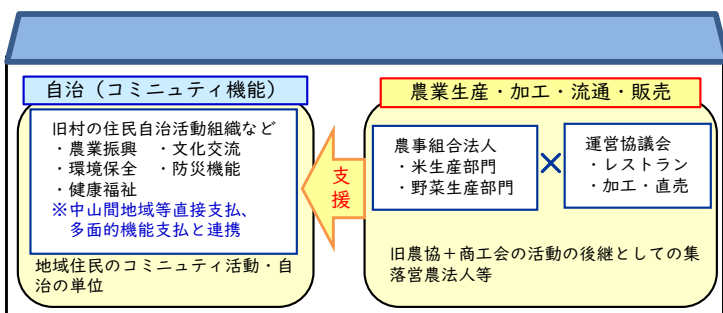 自治（コミニュティ機能）
旧村の住民自治活動組織など
・農業振興　・文化交流
・環境保全　・防災機能
・健康福祉
※中山間地域等直接支払、
多面的機能支払と連携
地域住民のコミュニティ活動・自
治の単位
支
援
農業生産・加工・流通・販売
農事組合法人
・米生産部門
・野菜生産部門
×
運営協議会
・レストラン
・加工・直売
旧農協＋商工会の活動の後継としての集
落営農法人等